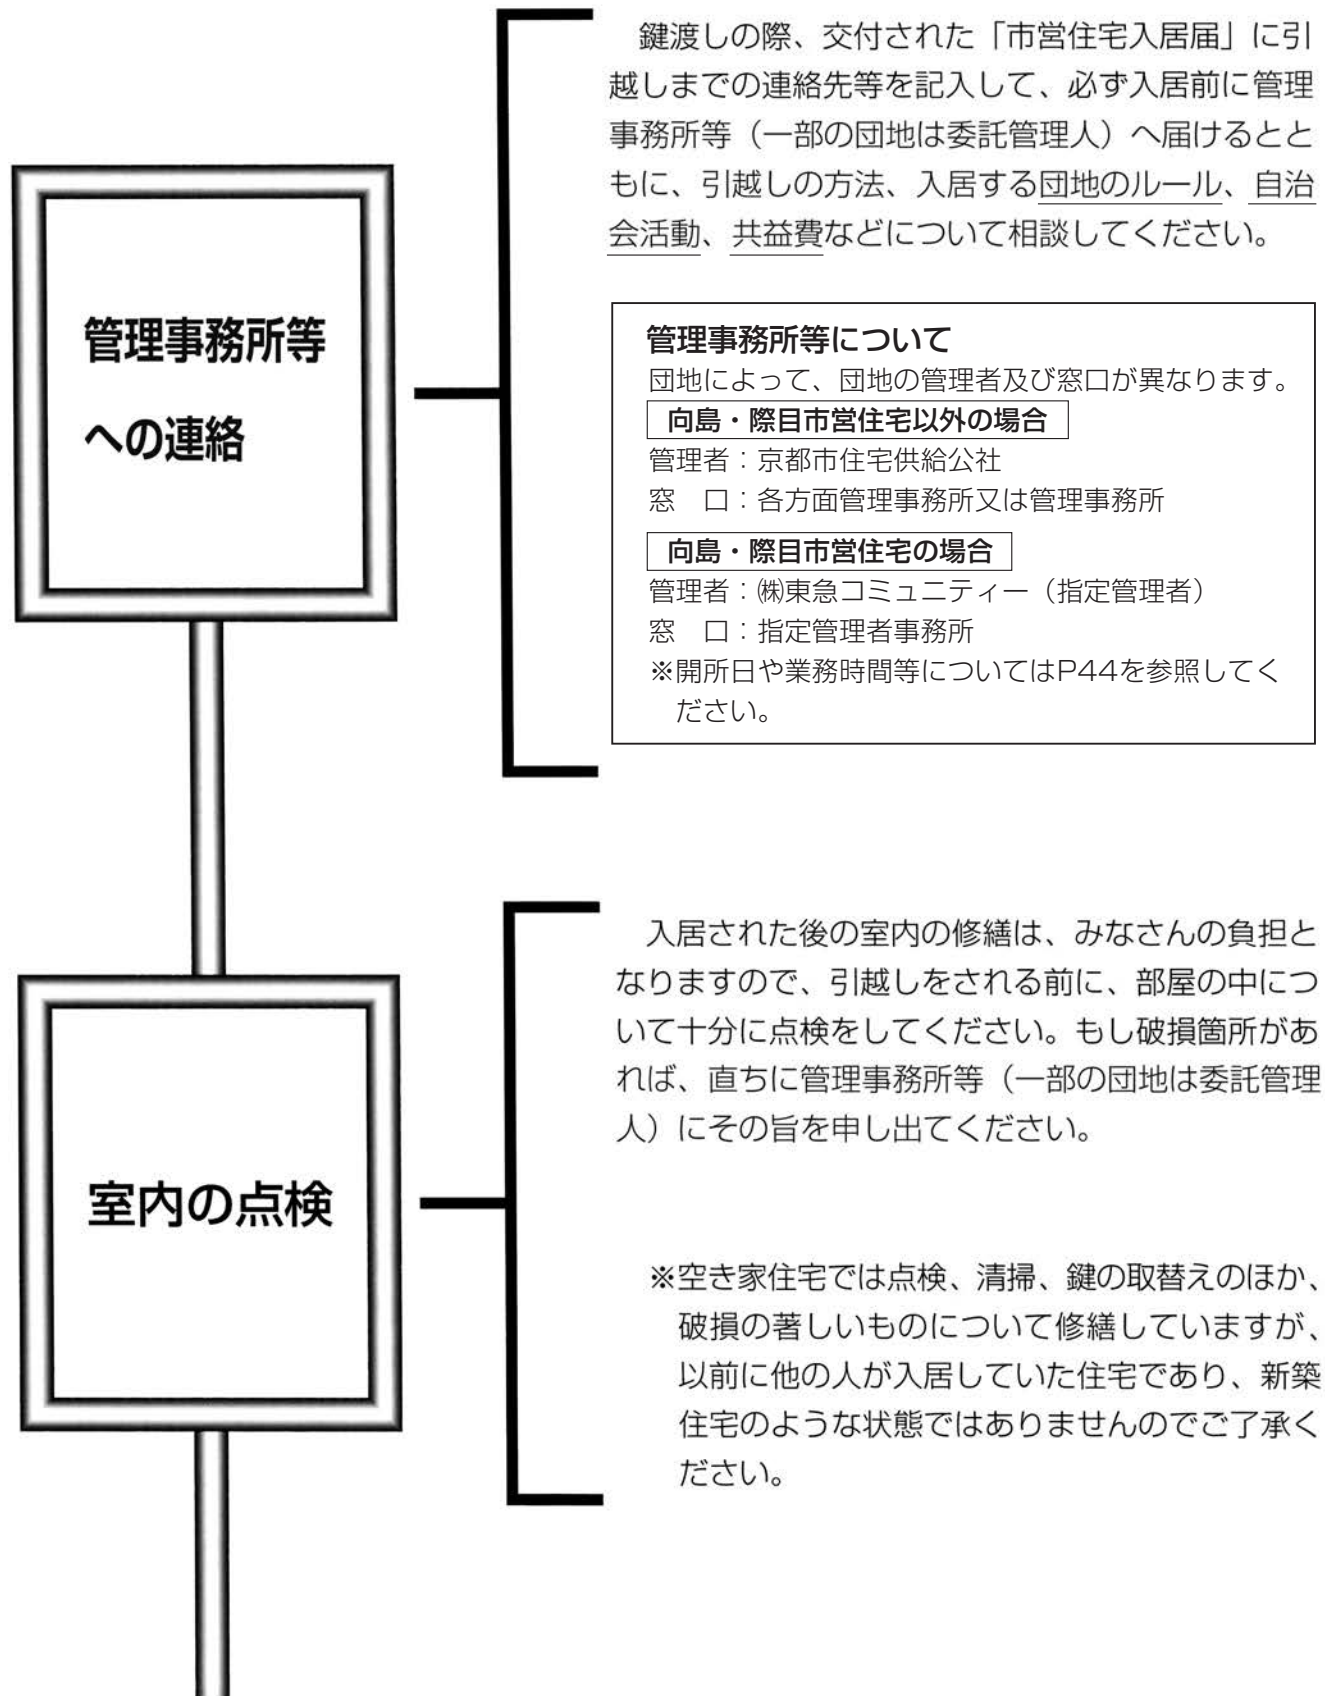 管理事務所等
への連絡
鍵渡しの際、交付された「市営住宅入居届」に引
越しまでの連絡先等を記入して、必ず入居前に管理
事務所等（一部の団地は委託管理人）へ届けるとと
もに、引越しの方法、入居する団地のルール、自治
会活動、共益費などについて相談してください。
管理事務所等について
団地によって、団地の管理者及び窓口が異なります。
向島・際目市営住宅以外の場合
管理者：京都市住宅供給公社
窓　口：各方面管理事務所又は管理事務所
向島・際目市営住宅の場合
管理者：㈱東急コミュニティー（指定管理者）
窓　口：指定管理者事務所
※開所日や業務時間等についてはP44を参照してく
ださい。
室内の点検
入居された後の室内の修繕は、みなさんの負担と
なりますので、引越しをされる前に、部屋の中につ
いて十分に点検をしてください。もし破損箇所があ
れば、直ちに管理事務所等（一部の団地は委託管理
人）にその旨を申し出てください。
※空き家住宅では点検、清掃、鍵の取替えのほか、
破損の著しいものについて修繕していますが、
以前に他の人が入居していた住宅であり、新築
住宅のような状態ではありませんのでご了承く
ださい。